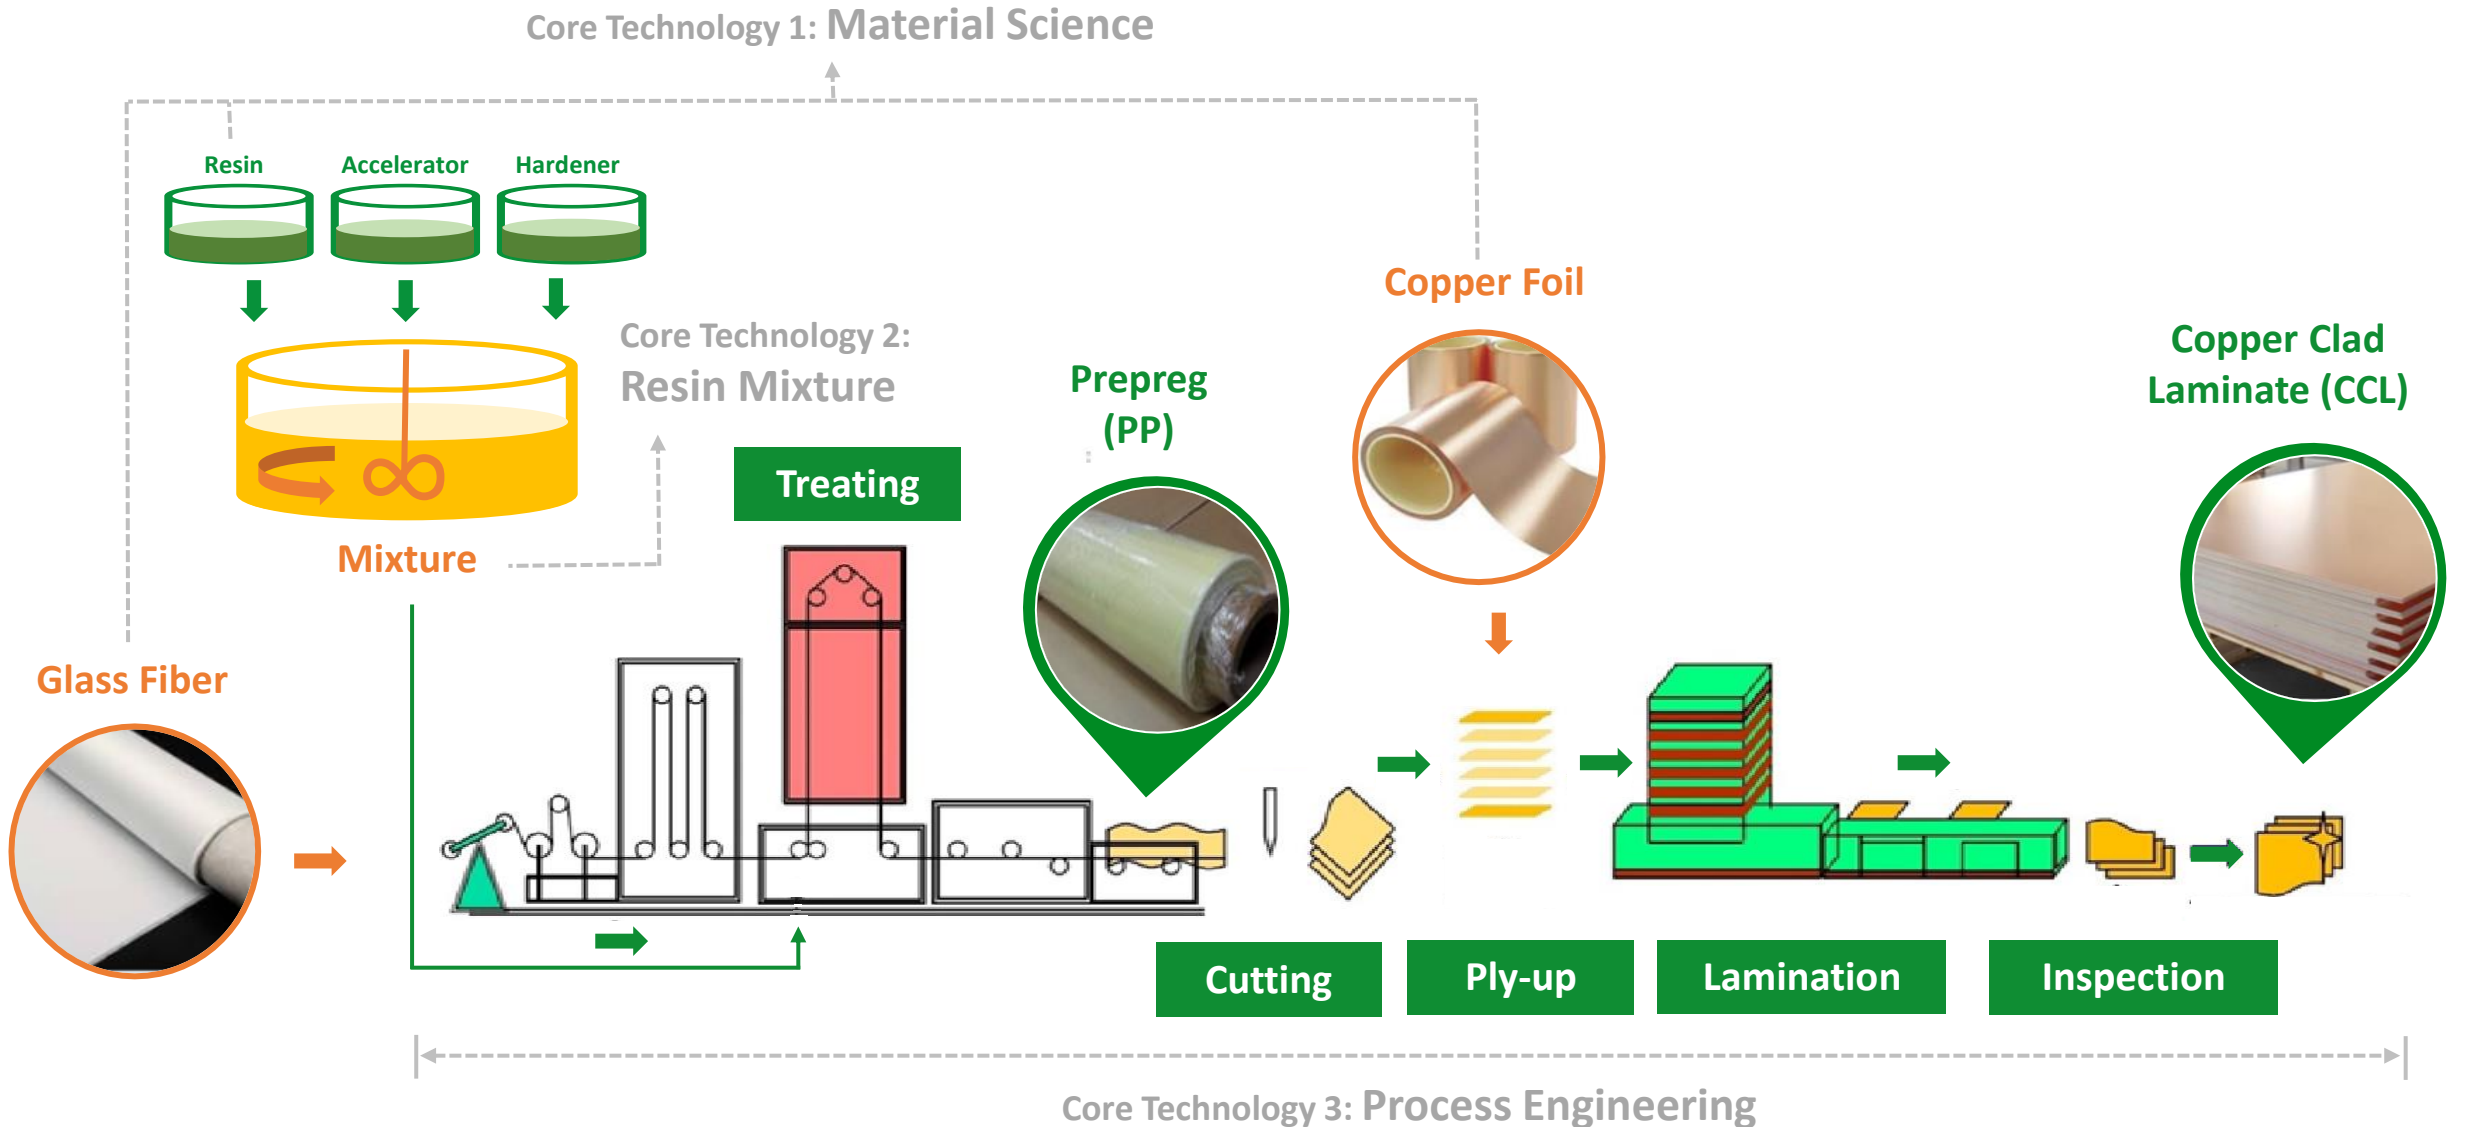 Core Technology 1: Material Science
Resin
Accelerator
Hardener
Core Technology 2:
Resin Mixture
Mixture
Glass Fiber
Treating
Prepreg
(PP)
Copper Foil
Copper Clad
Laminate (CCL)
Cutting
Ply-up
Lamination
Inspection
Core Technology 3: Process Engineering